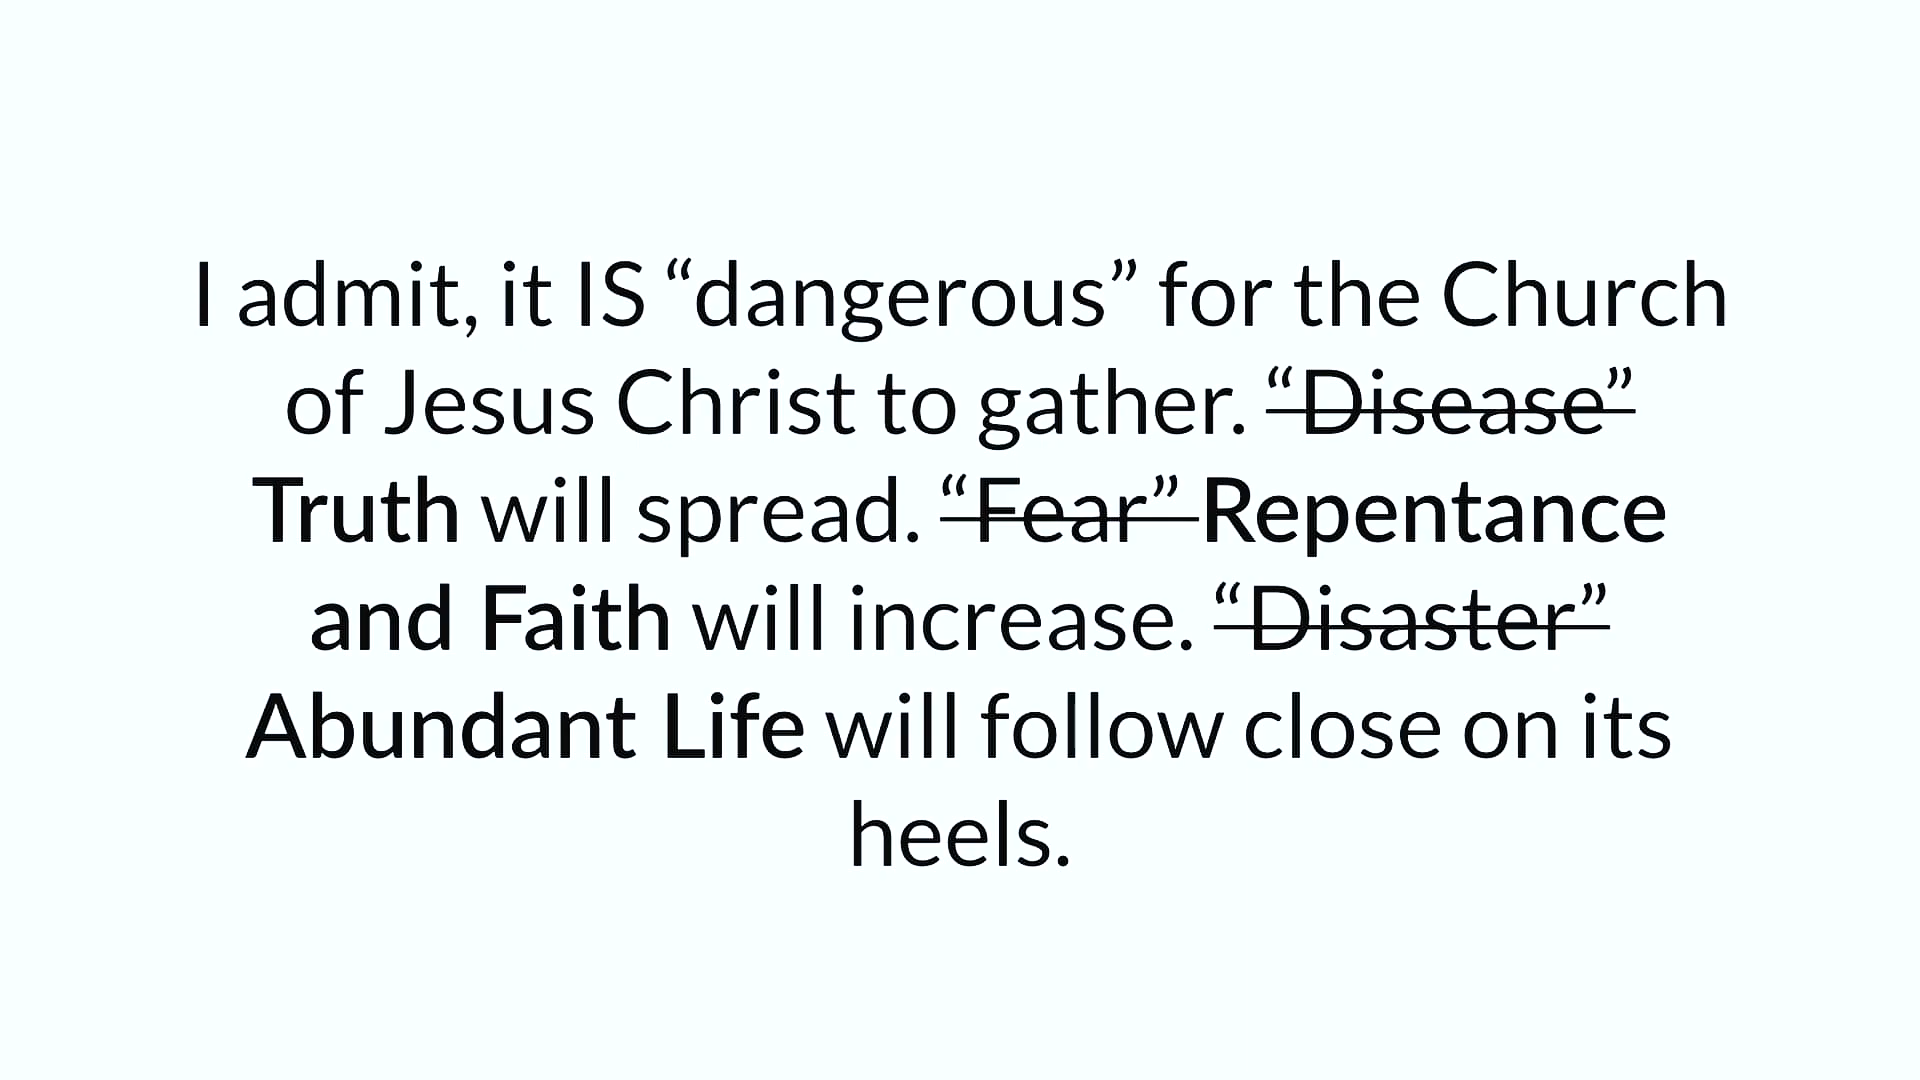 I admit, it IS “dangerous” for the Church
of Jesus Christ to gather. “Disease”
Truth will spread. “Fear” Repentance
and Faith will increase. “Disaster”
Abundant Life will follow close on its
heels.